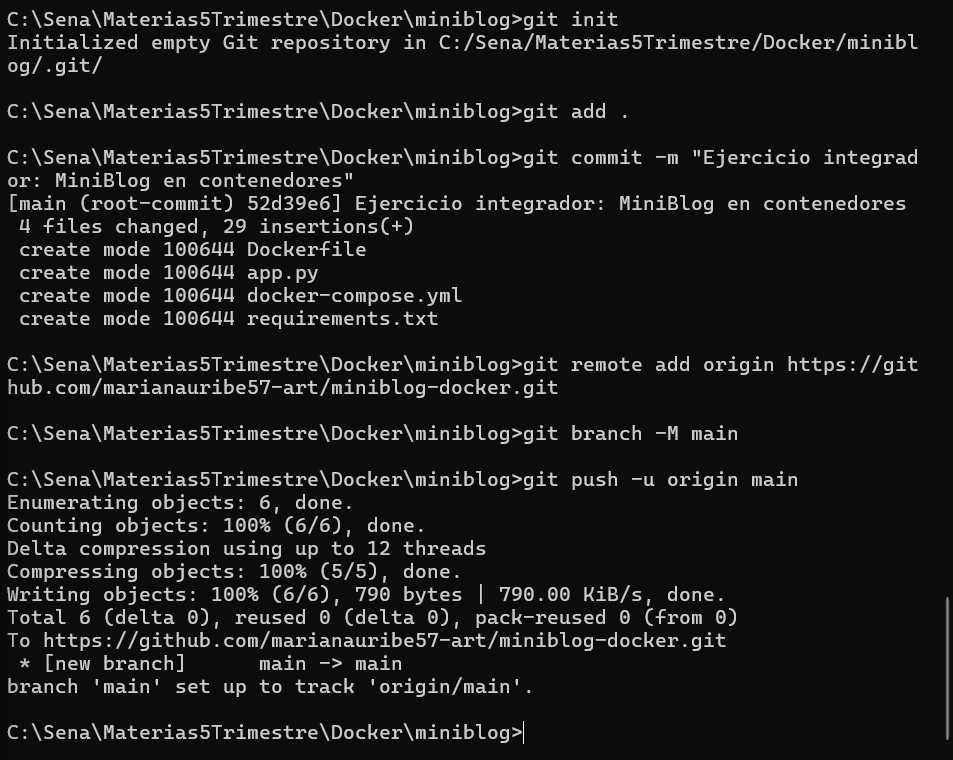 C:\Sena\Materias5Trimestre\Docker\miniblog>git init
Initialized empty Git repository in C:/Sena/Materias5Trimestre/Docker/minibl
og/.git/
C:\Sena\Materias5Trimestre\Docker\miniblog>git add .
C:\Sena\Materias5Trimestre\Docker\miniblog>git commit -m "Ejercicio integrad
or: MiniBlog en contenedores"
[main (root-commit) 52d39e6] Ejercicio integrador: MiniBlog en contenedores
 4 files changed, 29 insertions(+)
 create mode 100644 Dockerfile
 create mode 100644 app.py
 create mode 100644 docker-compose.yml
 create mode 100644 requirements.txt
C:\Sena\Materias5Trimestre\Docker\miniblog>git remote add origin https://git
hub.com/marianauribe57-art/miniblog-docker.git
C:\Sena\Materias5Trimestre\Docker\miniblog>git branch -M main
C:\Sena\Materias5Trimestre\Docker\miniblog>git push -u origin main
Enumerating objects: 6, done.
Counting objects: 100% (6/6), done.
Delta compression using up to 12 threads
Compressing objects: 100% (5/5), done.
Writing objects: 100% (6/6), 790 bytes | 790.00 KiB/s, done.
Total 6 (delta 0), reused 0 (delta 0), pack-reused 0 (from 0)
To https://github.com/marianauribe57-art/miniblog-docker.git
 * [new branch]      main -> main
branch 'main' set up to track 'origin/main'.
C:\Sena\Materias5Trimestre\Docker\miniblog>